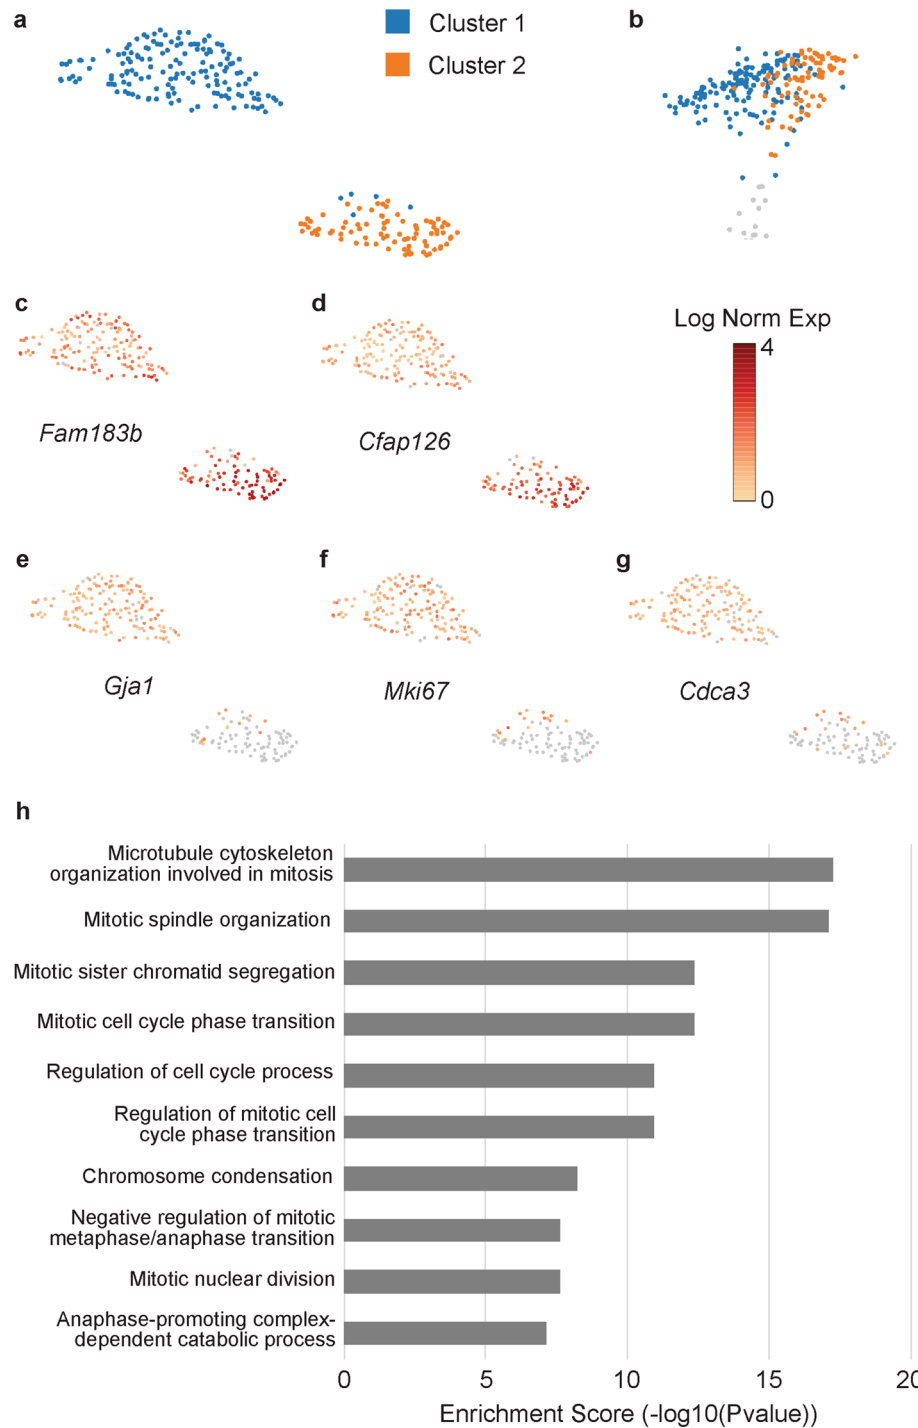 a
Cluster 1
Cluster 2
b
c
d
Log Norm Exp
4
0
Fam183b
Cfap126
e
f
g
Gja1
Mki67
Cdca3
h
Microtubule cytoskeleton
organization involved in mitosis
Mitotic spindle organization
Mitotic sister chromatid segregation
Mitotic cell cycle phase transition
Regulation of cell cycle process
Regulation of mitotic cell
cycle phase transition
Chromosome condensation
Negative regulation of mitotic
metaphase/anaphase transition
Mitotic nuclear division
Anaphase-promoting complex-
dependent catabolic process
0 5 10 15 20
Enrichment Score (-log10(Pvalue))